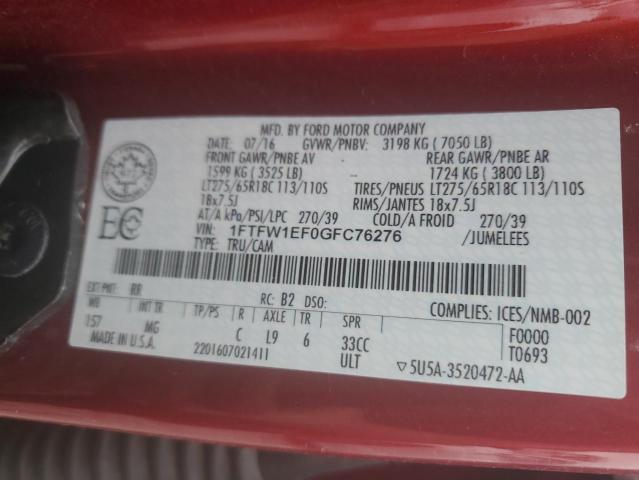 MFD. BY FORD MOTOR COMPANY
DATE: 07/16 GVWR/PNBV: 3198 KG ( 7050 LB)
FRONT GAWR/PNBE AV REAR GAWR/PNBE AR
1599 KG ( 3525 LB) 1724 KG ( 3800 LB)
LT275/65R18C 113/110S TIRES/PNEUS LT275/65R18C 113/110S
18x7.5J RIMS/JANTES 18x7.5J
AT/A kPa/PSI/LPC 270/39 COLD/A FROID 270/39
VIN: 1FTFW1EF0GFC76276 /JUMELEES
TYPE: TRU/CAM
EC
EXT PNT: RR RC: B2 DSO: COMPLIES: ICES/NMB-002
WB INT TR TP/PS R AXLE TR SPR F0000
157 MG C L9 6 33CC T0693
MADE IN U.S.A. 2201607021411 ULT ▽5U5A-3520472-AA